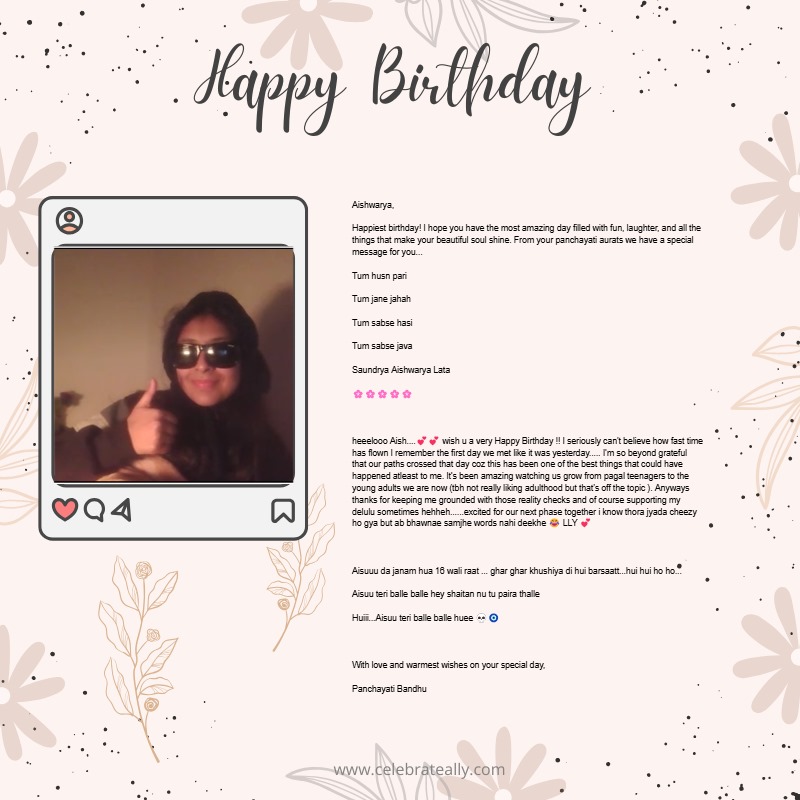 Happy Birthday
Aishwarya,
Happiest birthday! I hope you have the most amazing day filled with fun, laughter, and all the
things that make your beautiful soul shine. From your panchayati aurats we have a special
message for you...
Tum husn pari
Tum jane jahah
Tum sabse hasi
Tum sabse java
Saundrya Aishwarya Lata
🌸🌸🌸🌸🌸
heeelooo Aish....💕💕 wish u a very Happy Birthday !! I seriously can't believe how fast time
has flown I remember the first day we met like it was yesterday..... I'm so beyond grateful
that our paths crossed that day coz this has been one of the best things that could have
happened atleast to me. It's been amazing watching us grow from pagal teenagers to the
young adults we are now (tbh not really liking adulthood but that's off the topic ). Anyways
thanks for keeping me grounded with those reality checks and of course supporting my
delulu sometimes hehheh......excited for our next phase together i know thora jyada cheezy
ho gya but ab bhawnae samjhe words nahi deekhe 😂 LLY 💕
Aisuuu da janam hua 16 wali raat ... ghar ghar khushiya di hui barsaatt...hui hui ho ho...
Aisuu teri balle balle hey shaitan nu tu paira thalle
Huiii...Aisuu teri balle balle huee 💀🧿
With love and warmest wishes on your special day,
Panchayati Bandhu
www.celebrateally.com